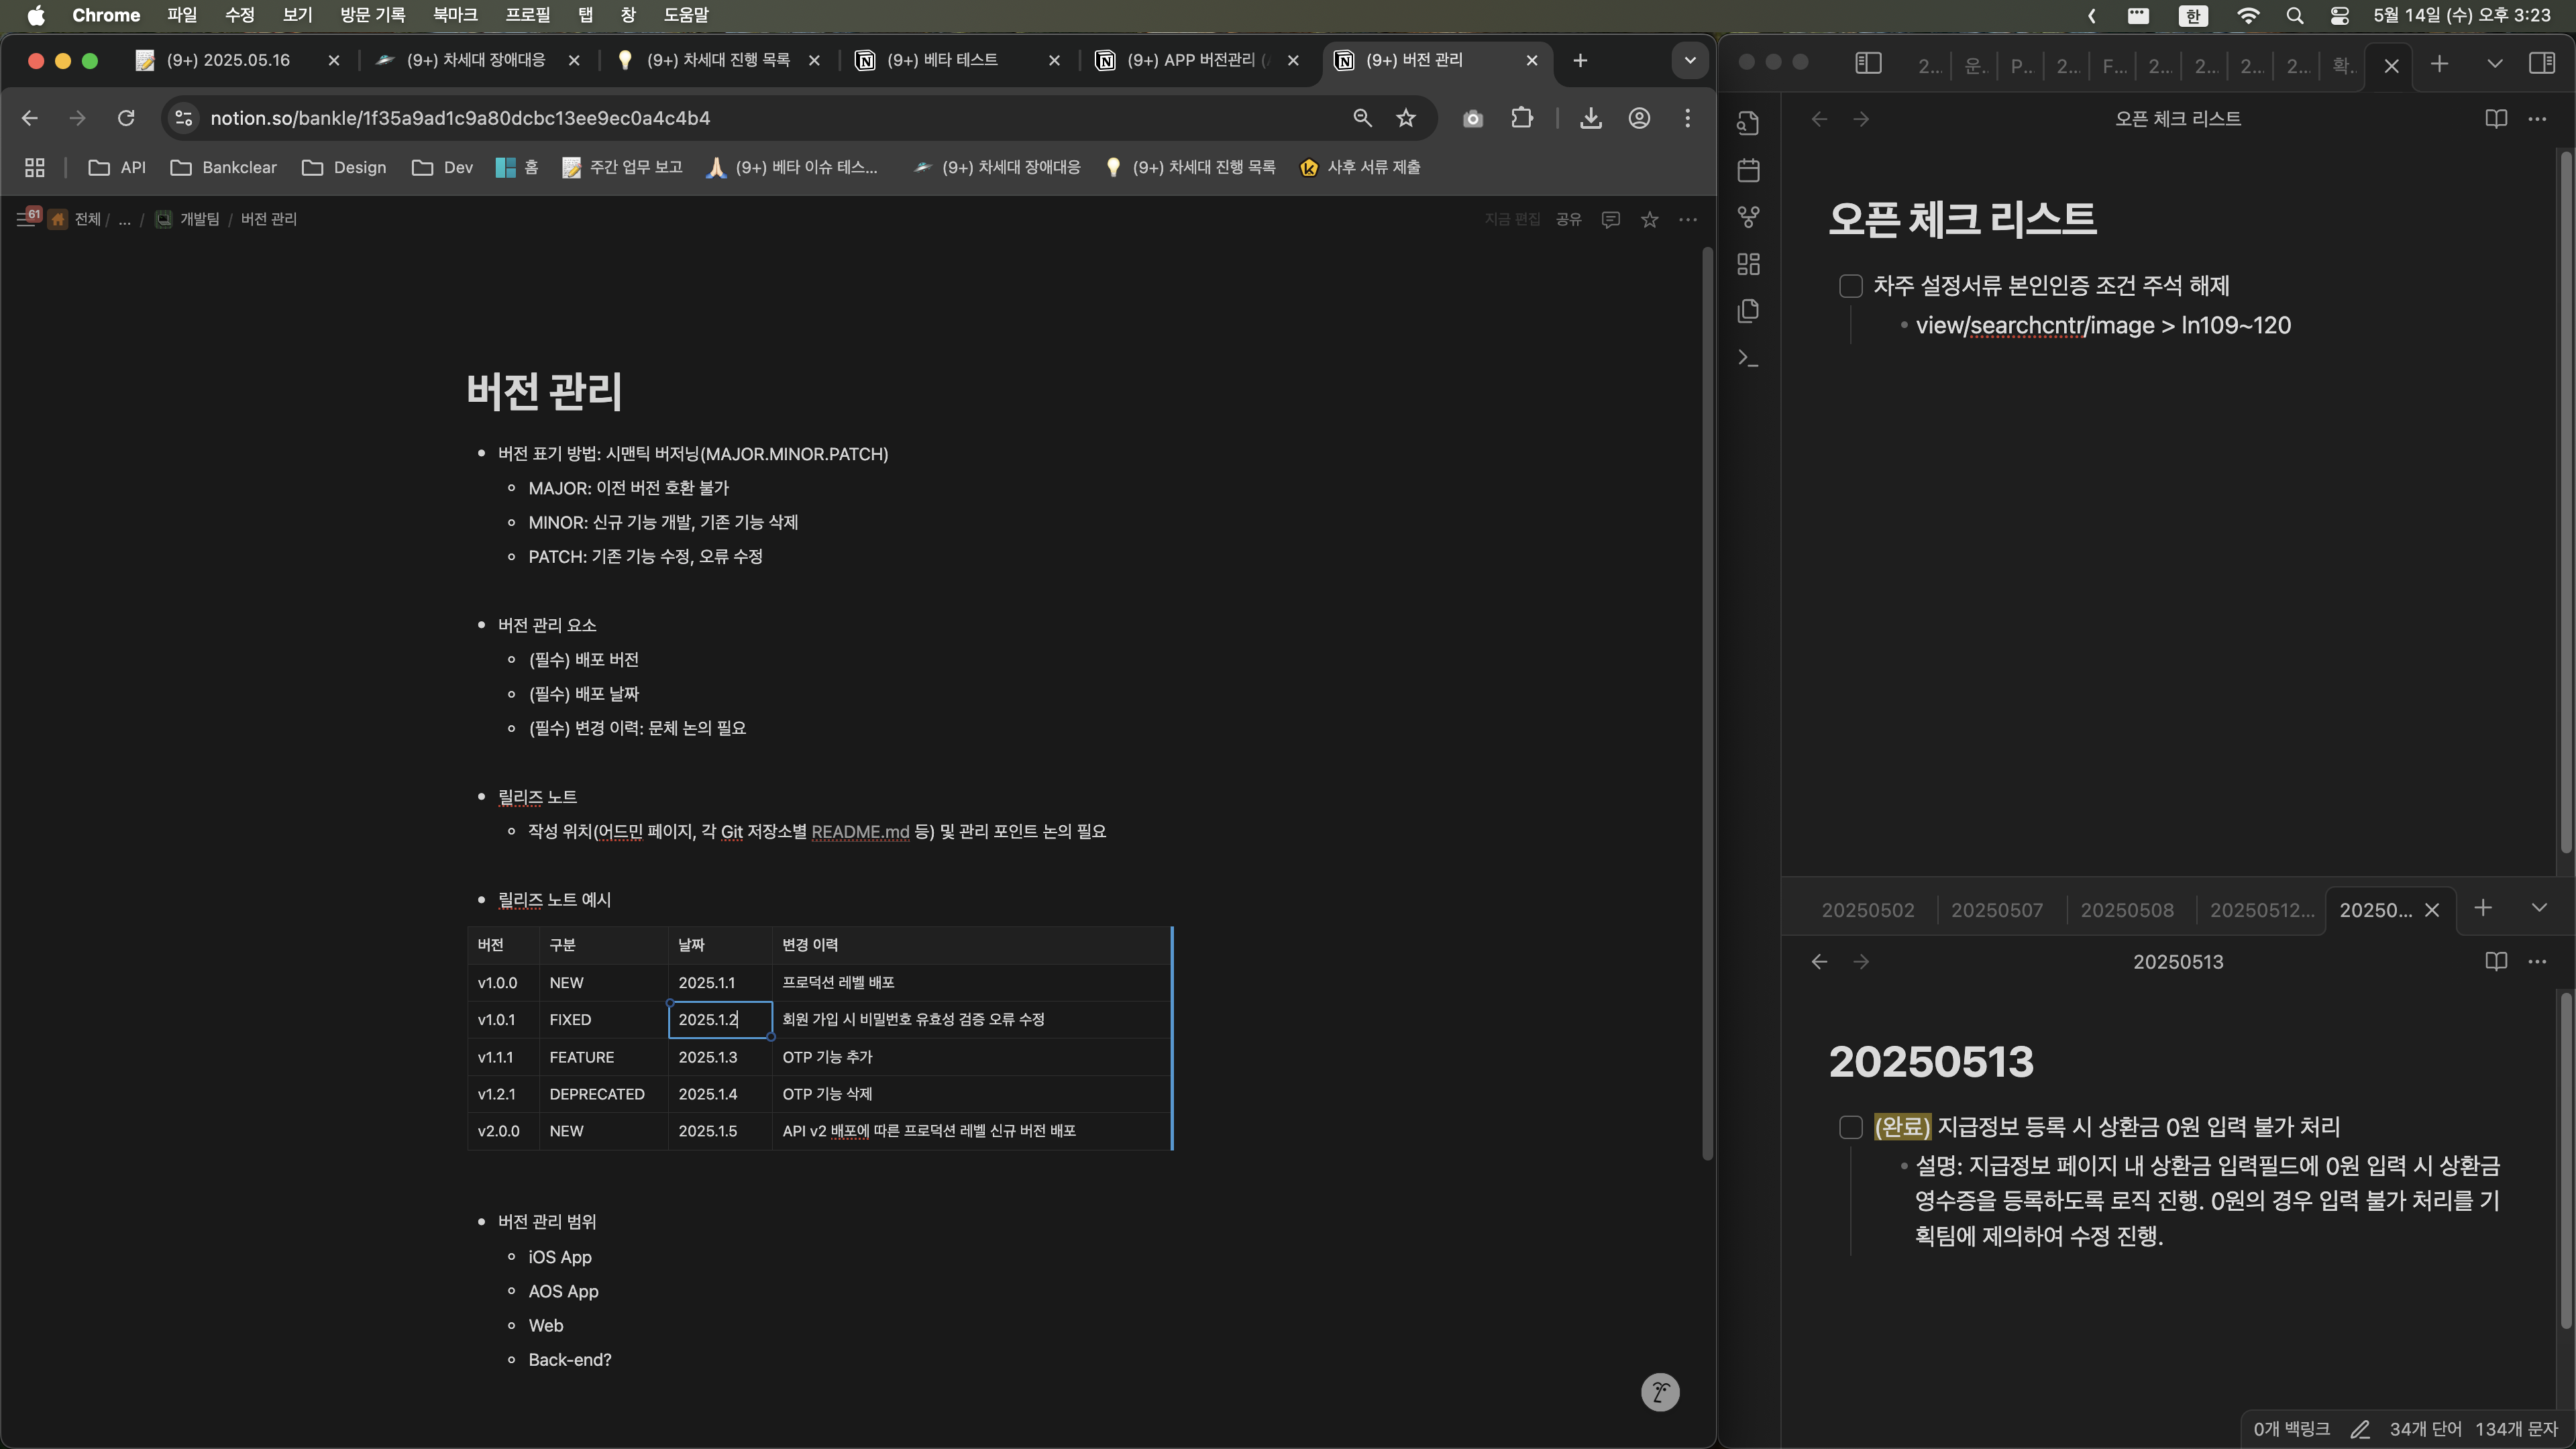 Chrome 파일 수정 보기 방문 기록 북마크 프로필 탭 창 도움말
한 5월 14일 (수) 오후 3:23
(9+) 2025.05.16
(9+) 차세대 장애대응
(9+) 차세대 진행 목록
(9+) 베타 테스트
(9+) APP 버전관리 (
(9+) 버전 관리
notion.so/bankle/1f35a9ad1c9a80dcbc13ee9ec0a4c4b4
API Bankclear Design Dev 홈 주간 업무 보고 (9+) 베타 이슈 테스... (9+) 차세대 장애대응 (9+) 차세대 진행 목록 사후 서류 제출
61 전체 / ... / 개발팀 / 버전 관리
지금 편집 공유
버전 관리
버전 표기 방법: 시맨틱 버저닝(MAJOR.MINOR.PATCH)
MAJOR: 이전 버전 호환 불가
MINOR: 신규 기능 개발, 기존 기능 삭제
PATCH: 기존 기능 수정, 오류 수정
버전 관리 요소
(필수) 배포 버전
(필수) 배포 날짜
(필수) 변경 이력: 문체 논의 필요
릴리즈 노트
작성 위치(어드민 페이지, 각 Git 저장소별 README.md 등) 및 관리 포인트 논의 필요
릴리즈 노트 예시
버전 구분 날짜 변경 이력
v1.0.0 NEW 2025.1.1 프로덕션 레벨 배포
v1.0.1 FIXED 2025.1.2 회원 가입 시 비밀번호 유효성 검증 오류 수정
v1.1.1 FEATURE 2025.1.3 OTP 기능 추가
v1.2.1 DEPRECATED 2025.1.4 OTP 기능 삭제
v2.0.0 NEW 2025.1.5 API v2 배포에 따른 프로덕션 레벨 신규 버전 배포
버전 관리 범위
iOS App
AOS App
Web
Back-end?
2... 운.. P... 2... F... 2... 2... 2... 2... 확..
오픈 체크 리스트
오픈 체크 리스트
차주 설정서류 본인인증 조건 주석 해제
view/searchcntr/image > ln109~120
20250502 20250507 20250508 20250512... 20250...
20250513
20250513
(완료) 지급정보 등록 시 상환금 0원 입력 불가 처리
설명: 지급정보 페이지 내 상환금 입력필드에 0원 입력 시 상환금
영수증을 등록하도록 로직 진행. 0원의 경우 입력 불가 처리를 기
획팀에 제의하여 수정 진행.
0개 백링크 34개 단어 134개 문자